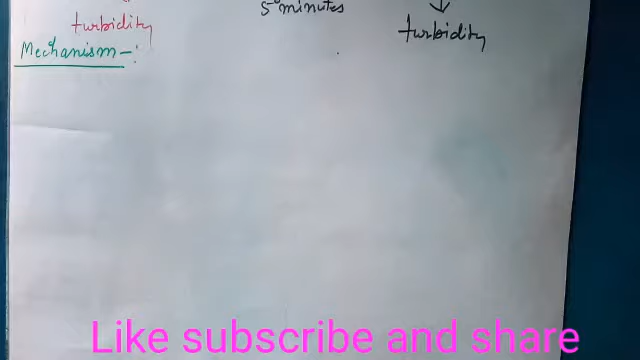 5 minutes
turbidity
turbidity
Mechanism-:
Like subscribe and share